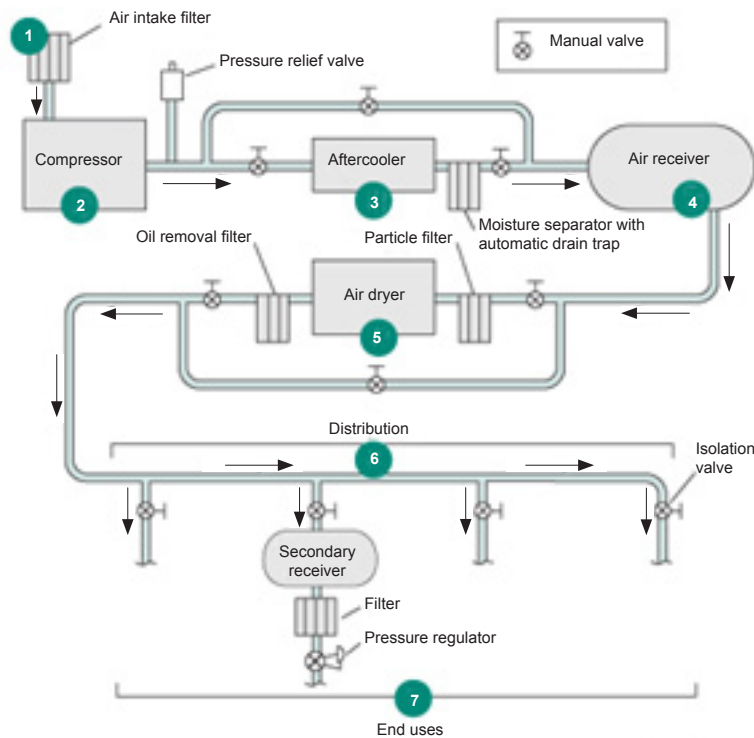 Air intake filter
1
Pressure relief valve
Manual valve
Compressor
2
Aftercooler
3
Air receiver
4
Moisture separator with
automatic drain trap
Oil removal filter
Particle filter
Air dryer
5
Distribution
6
Isolation
valve
Secondary
receiver
Filter
Pressure regulator
7
End uses